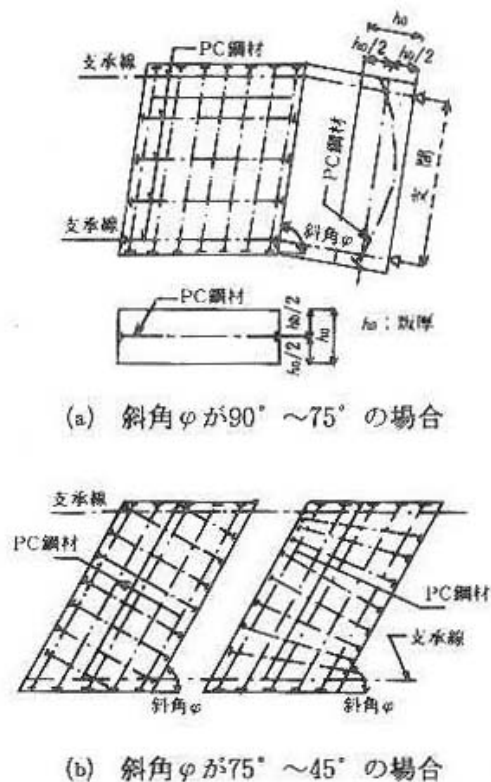 h₀
h₀/2
h₀/2
PC鋼材
支承線
PC鋼材
支間
支承線
斜角φ
PC鋼材
h₀/2
h₀/2
h₀
h₀：版厚
(a) 斜角φが90°～75°の場合
支承線
PC鋼材
PC鋼材
支承線
斜角φ
斜角φ
(b) 斜角φが75°～45°の場合